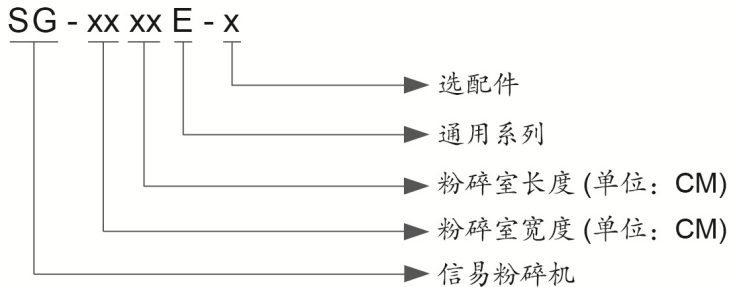 SG - xx xx E - x
选配件
通用系列
粉碎室长度 (单位：CM)
粉碎室宽度 (单位：CM)
信易粉碎机